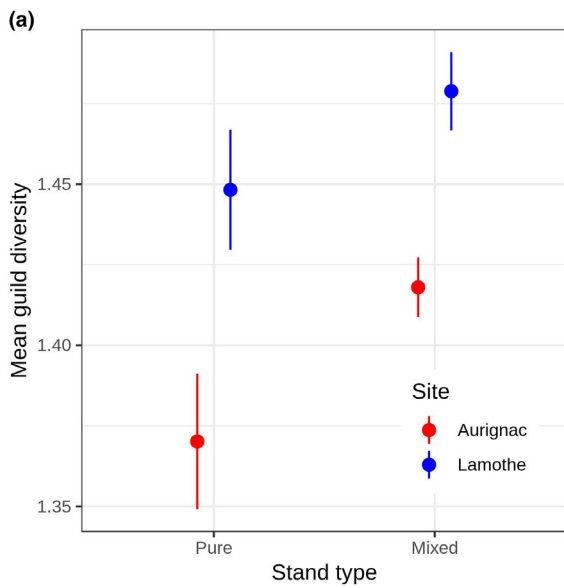 (a)
Mean guild diversity
1.45
1.40
1.35
Site
Aurignac
Lamothe
Pure
Mixed
Stand type